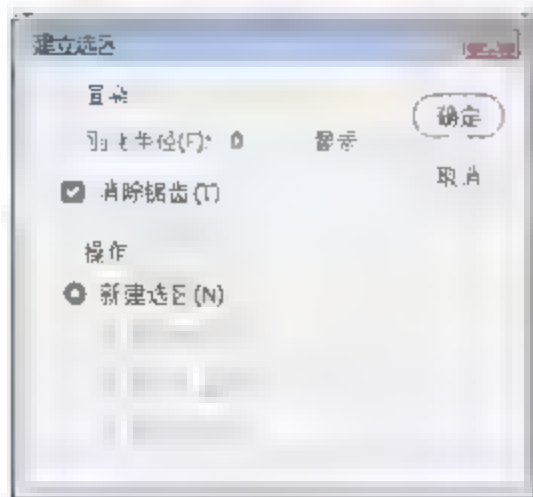 建立选区
渲染
确定
羽化半径(F): 0 像素
取消
消除锯齿(T)
操作
新建选区(N)